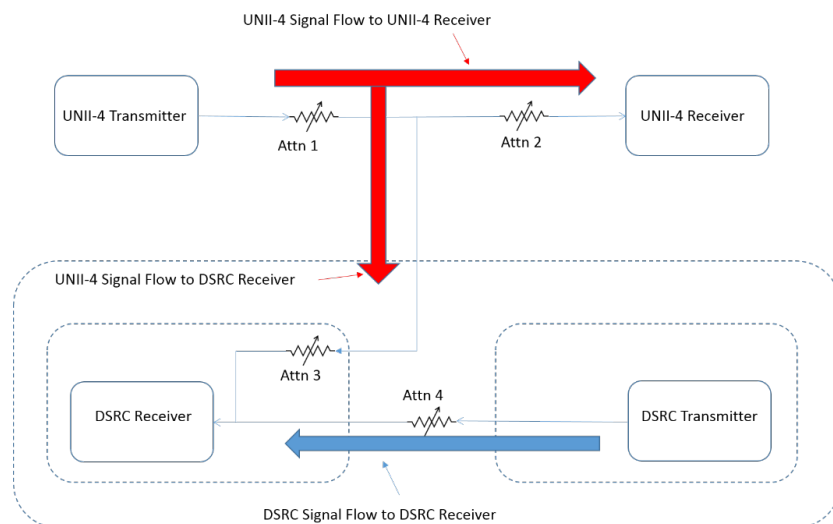 UNII-4 Signal Flow to UNII-4 Receiver
UNII-4 Transmitter
UNII-4 Receiver
Attn 1
Attn 2
UNII-4 Signal Flow to DSRC Receiver
Attn 3
Attn 4
DSRC Receiver
DSRC Transmitter
DSRC Signal Flow to DSRC Receiver